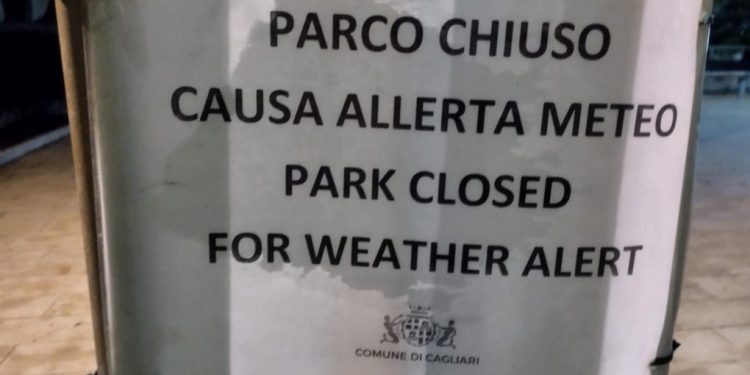 PARCO CHIUSO
CAUSA ALLERTA METEO
PARK CLOSED
FOR WEATHER ALERT
COMUNE DI CAGLIARI